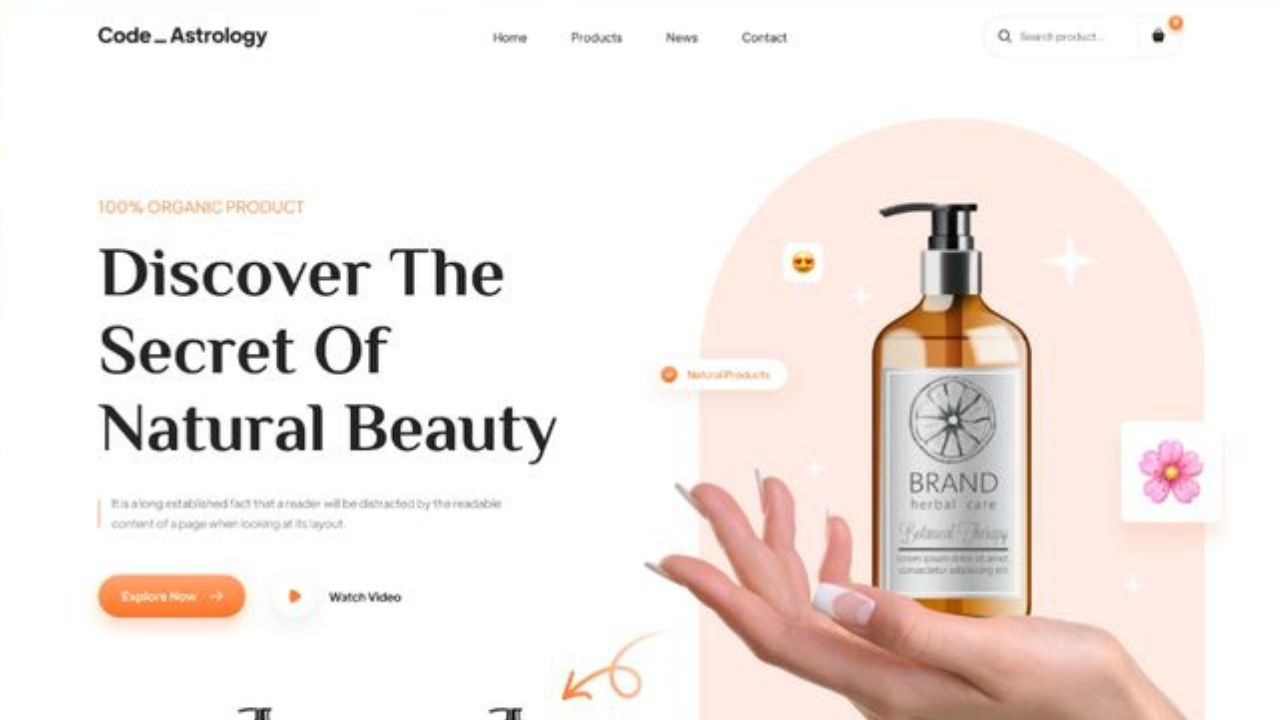 Code_Astrology
Home Products News Contact
Search product...
100% ORGANIC PRODUCT
Discover The
Secret Of
Natural Beauty
It is a long established fact that a reader will be distracted by the readable
content of a page when looking at its layout.
Explore Now
Watch Video
Natural Products
BRAND
herbal care
Botanical Therapy
lorem ipsum dolor sit amet,
consectetur adipiscing elit